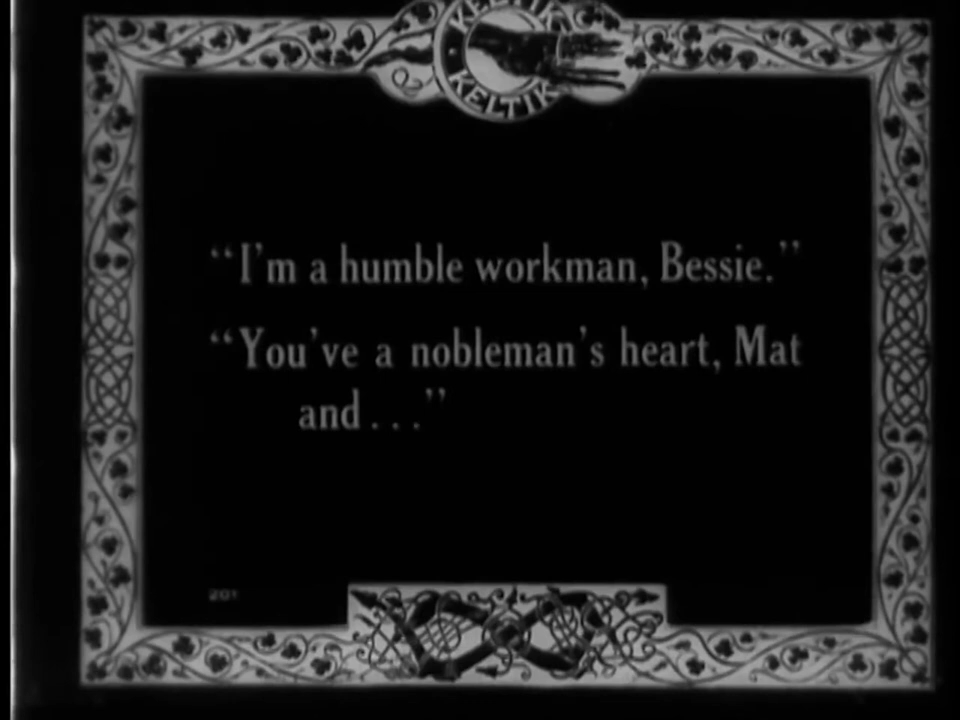 KELTIK
KELTIK
“I'm a humble workman, Bessie.”
“You've a nobleman's heart, Mat
and . . .”
201